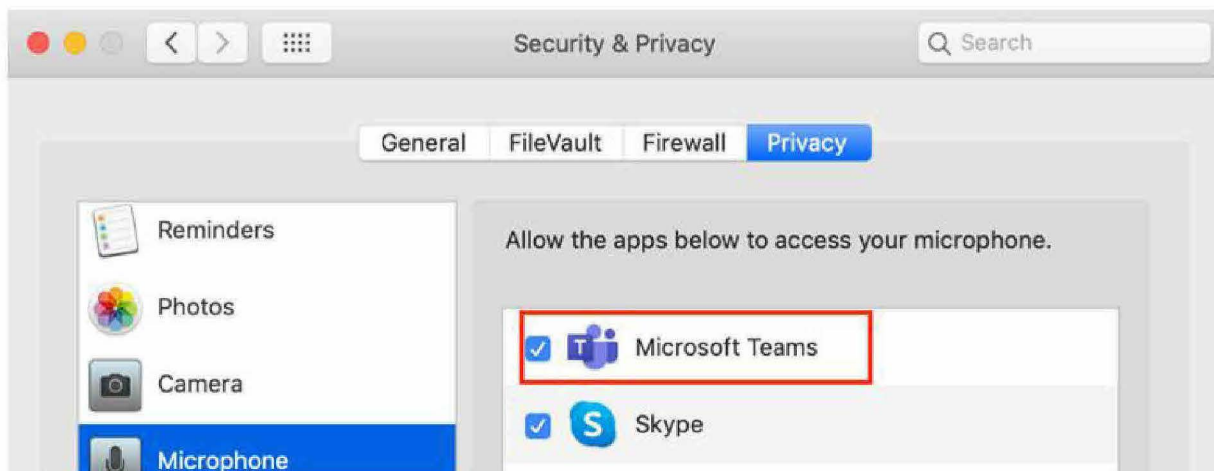 Security & Privacy
Search
General FileVault Firewall Privacy
Reminders
Photos
Camera
Microphone
Allow the apps below to access your microphone.
T Microsoft Teams
S Skype